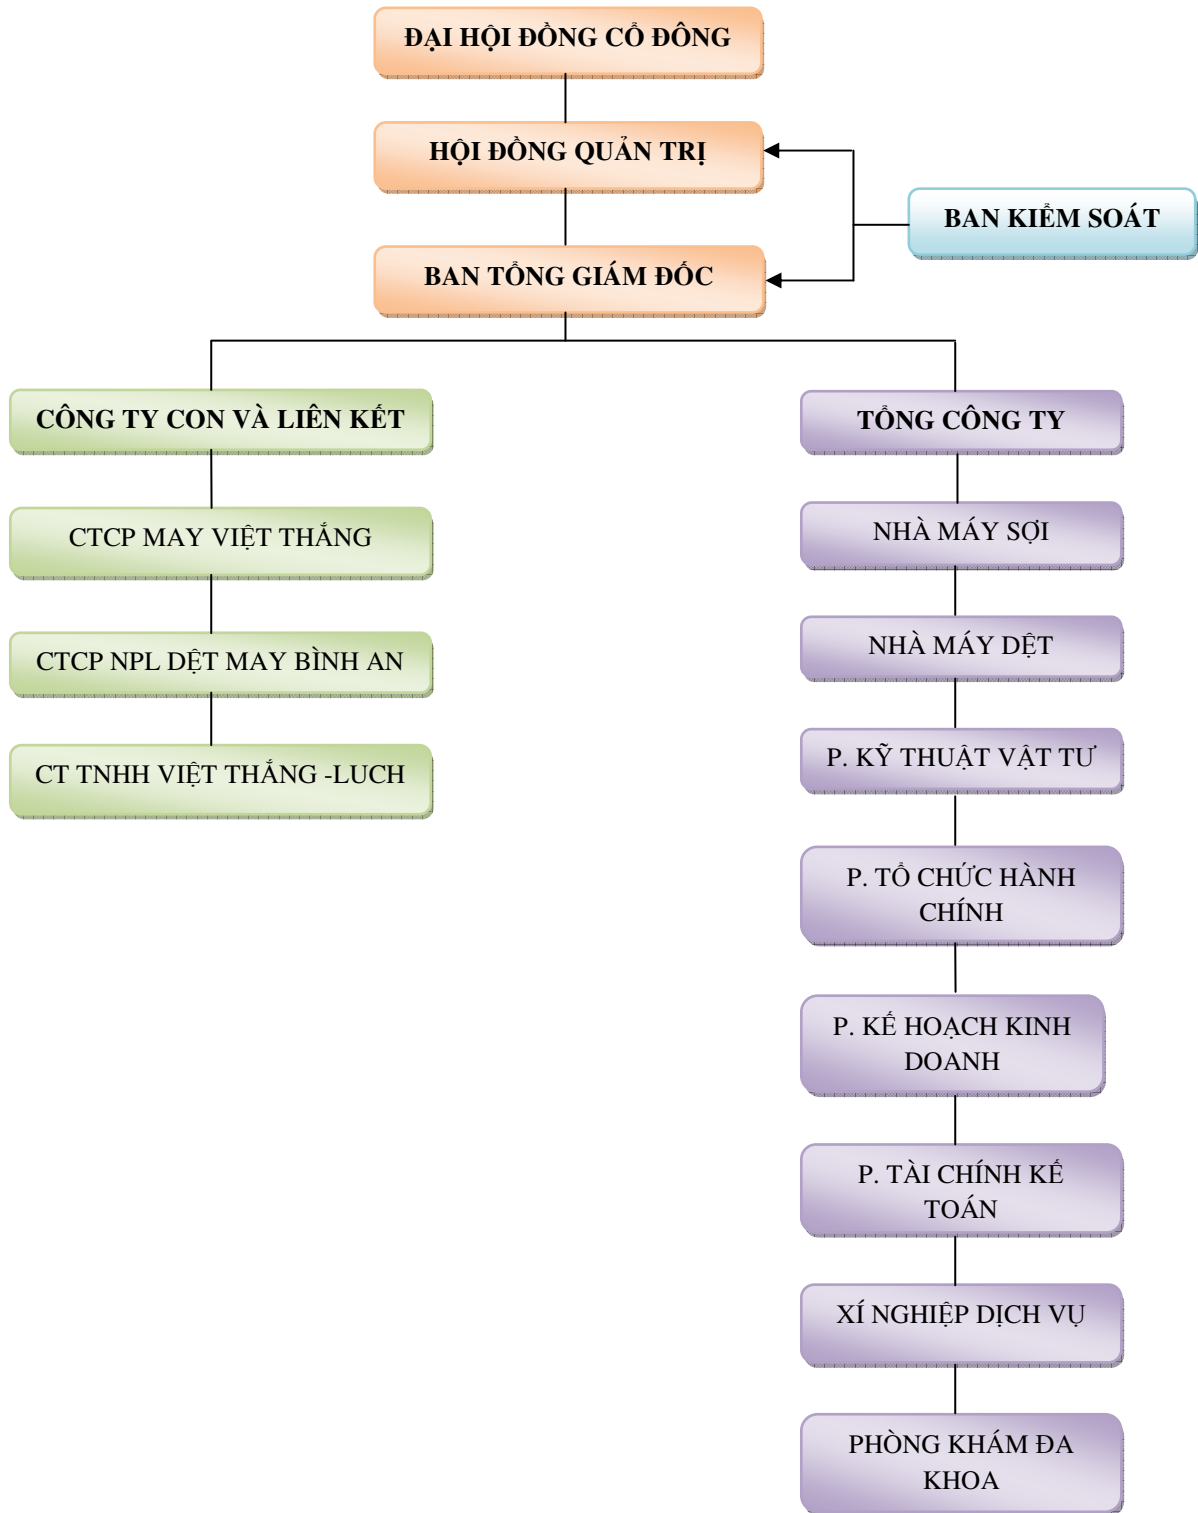 ĐẠI HỘI ĐỒNG CỔ ĐÔNG
HỘI ĐỒNG QUẢN TRỊ
BAN KIỂM SOÁT
BAN TỔNG GIÁM ĐỐC
CÔNG TY CON VÀ LIÊN KẾT
CTCP MAY VIỆT THẮNG
CTCP NPL DỆT MAY BÌNH AN
CT TNHH VIỆT THẮNG -LUCH
TỔNG CÔNG TY
NHÀ MÁY SỢI
NHÀ MÁY DỆT
P. KỸ THUẬT VẬT TƯ
P. TỔ CHỨC HÀNH
CHÍNH
P. KẾ HOẠCH KINH
DOANH
P. TÀI CHÍNH KẾ
TOÁN
XÍ NGHIỆP DỊCH VỤ
PHÒNG KHÁM ĐA
KHOA